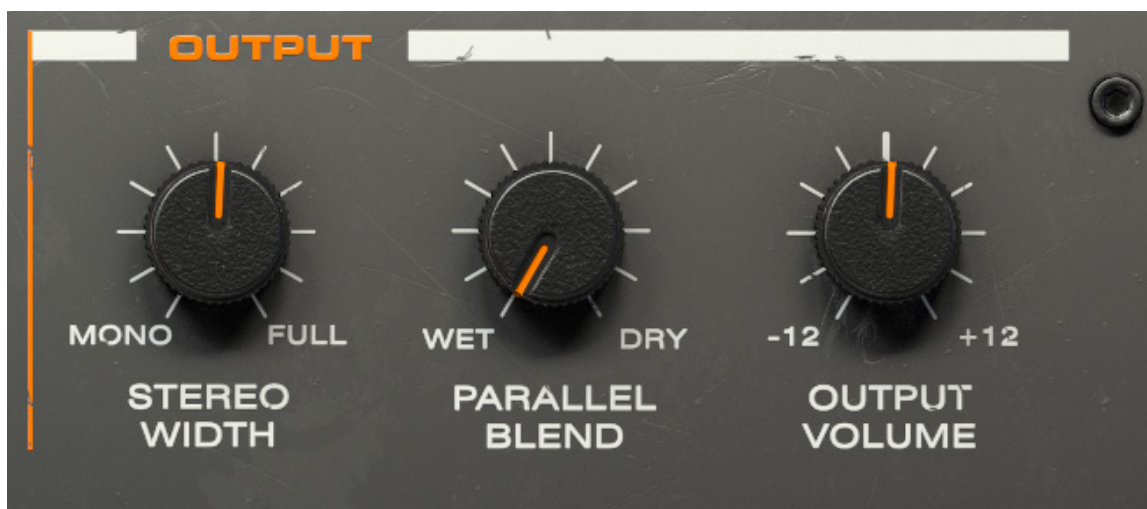 OUTPUT
MONO FULL
WET DRY
-12 +12
STEREO
WIDTH
PARALLEL
BLEND
OUTPUT
VOLUME